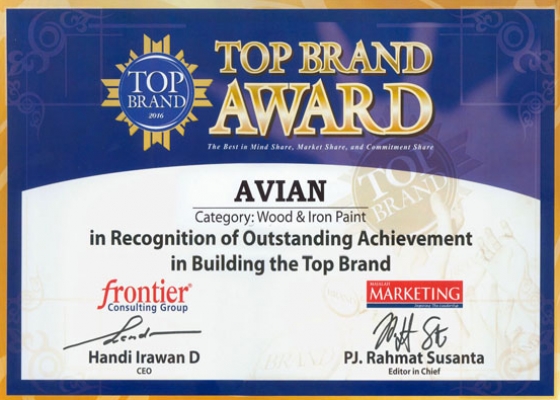 TOP
BRAND
2016
TOP BRAND
AWARD
The Best in Mind Share, Market Share, and Commitment Share
TOP
BRAND
AVIAN
Category: Wood & Iron Paint
in Recognition of Outstanding Achievement
in Building the Top Brand
frontier®
Consulting Group
MAJALAH
MARKETING
Handi Irawan D
CEO
PJ. Rahmat Susanta
Editor in Chief
BRAND